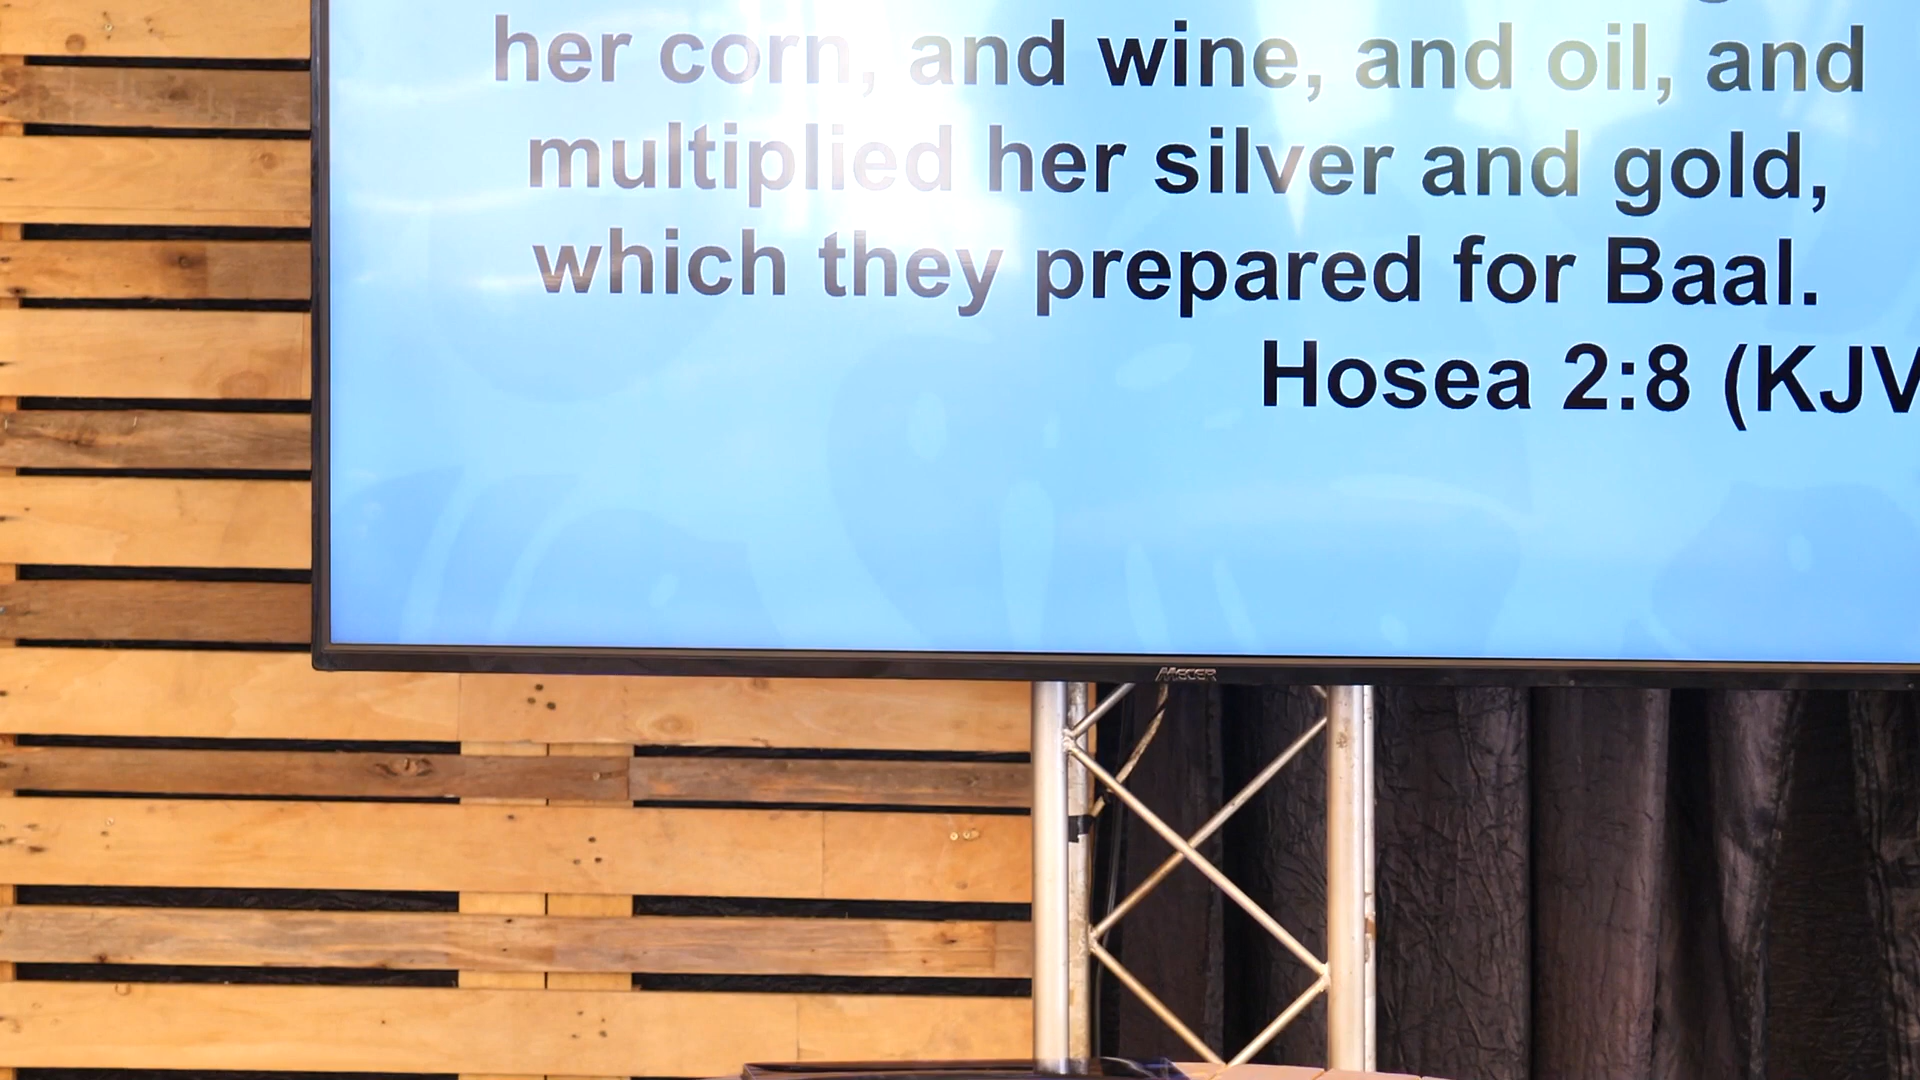 her corn, and wine, and oil, and
multiplied her silver and gold,
which they prepared for Baal.
Hosea 2:8 (KJV
MECER